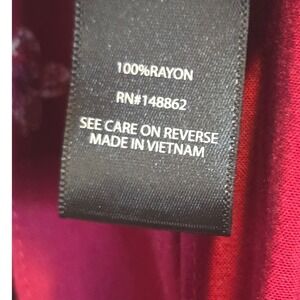 100%RAYON
RN#148862
SEE CARE ON REVERSE
MADE IN VIETNAM